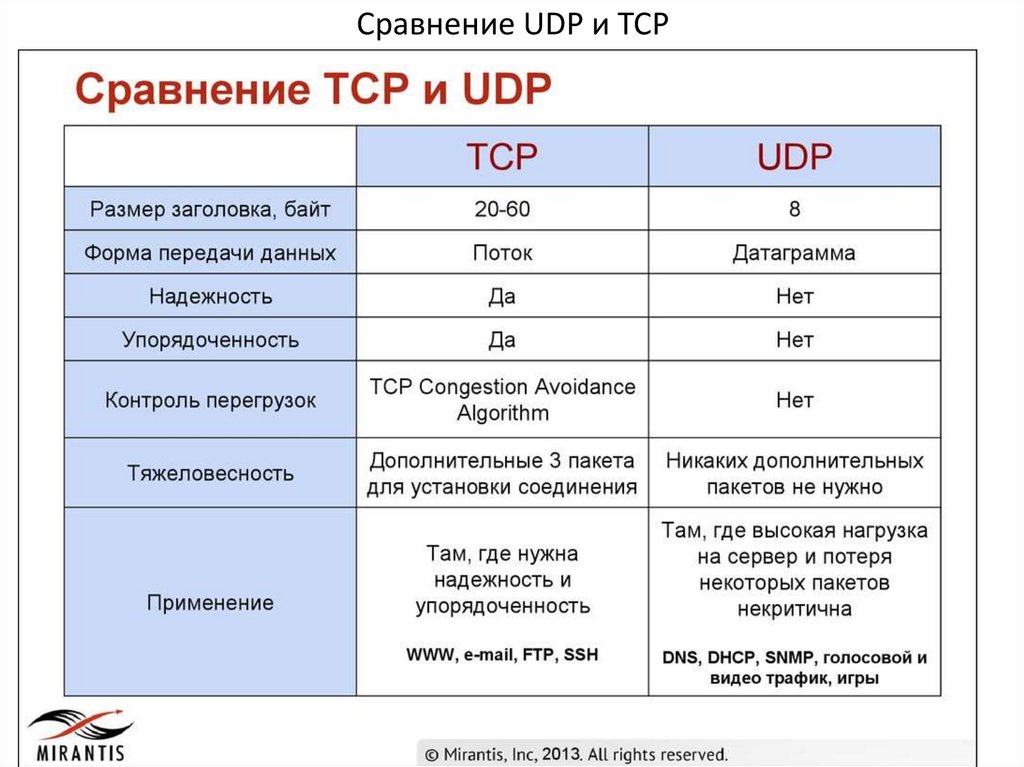 Сравнение UDP и TCP
Сравнение TCP и UDP
TCP
UDP
Размер заголовка, байт
20-60
8
Форма передачи данных
Поток
Датаграмма
Надежность
Да
Нет
Упорядоченность
Да
Нет
Контроль перегрузок
TCP Congestion Avoidance
Algorithm
Нет
Тяжеловесность
Дополнительные 3 пакета
для установки соединения
Никаких дополнительных
пакетов не нужно
Применение
Там, где нужна
надежность и
упорядоченность
WWW, e-mail, FTP, SSH
Там, где высокая нагрузка
на сервер и потеря
некоторых пакетов
некритична
DNS, DHCP, SNMP, голосовой и
видео трафик, игры
MIRANTIS
© Mirantis, Inc, 2013. All rights reserved.